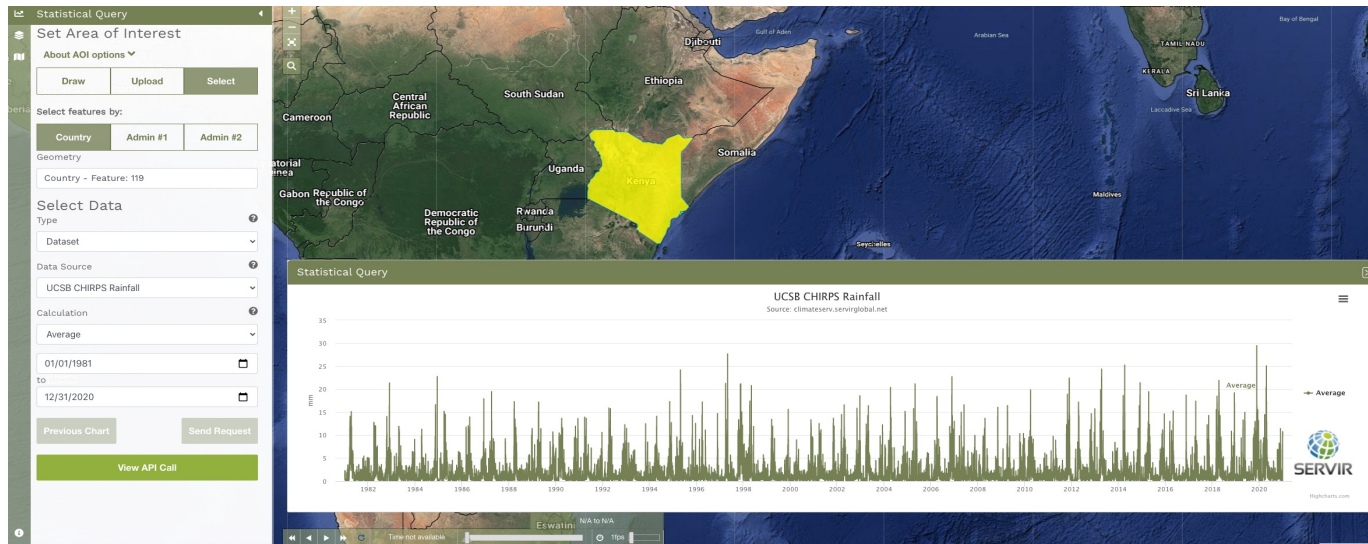 Statistical Query
Set Area of Interest
About AOI options
Draw Upload Select
Select features by:
Country Admin #1 Admin #2
Geometry
Country - Feature: 119
Select Data
Type
Dataset
Data Source
UCSB CHIRPS Rainfall
Calculation
Average
01/01/1981
to
12/31/2020
Previous Chart Send Request
View API Call
Gulf of Aden
Arabian Sea
Bay of Bengal
Djibouti
TAMIL NADU
KERALA
Ethiopia
Sri Lanka
Central
African
Republic
South Sudan
Laccadive Sea
Cameroon
Somalia
Uganda
Kenya
atorial
Gabon
Republic of
the Congo
Maldives
Democratic
Republic of
the Congo
Rwanda
Burundi
Seychelles
Statistical Query
UCSB CHIRPS Rainfall
Source: climateserv.servirglobal.net
35
30
25
20
15
10
5
0
mm
Average
Average
1982 1984 1986 1988 1990 1992 1994 1996 1998 2000 2002 2004 2006 2008 2010 2012 2014 2016 2018 2020
SERVIR
Highcharts.com
Eswatini
N/A to N/A
Time not available
1fps